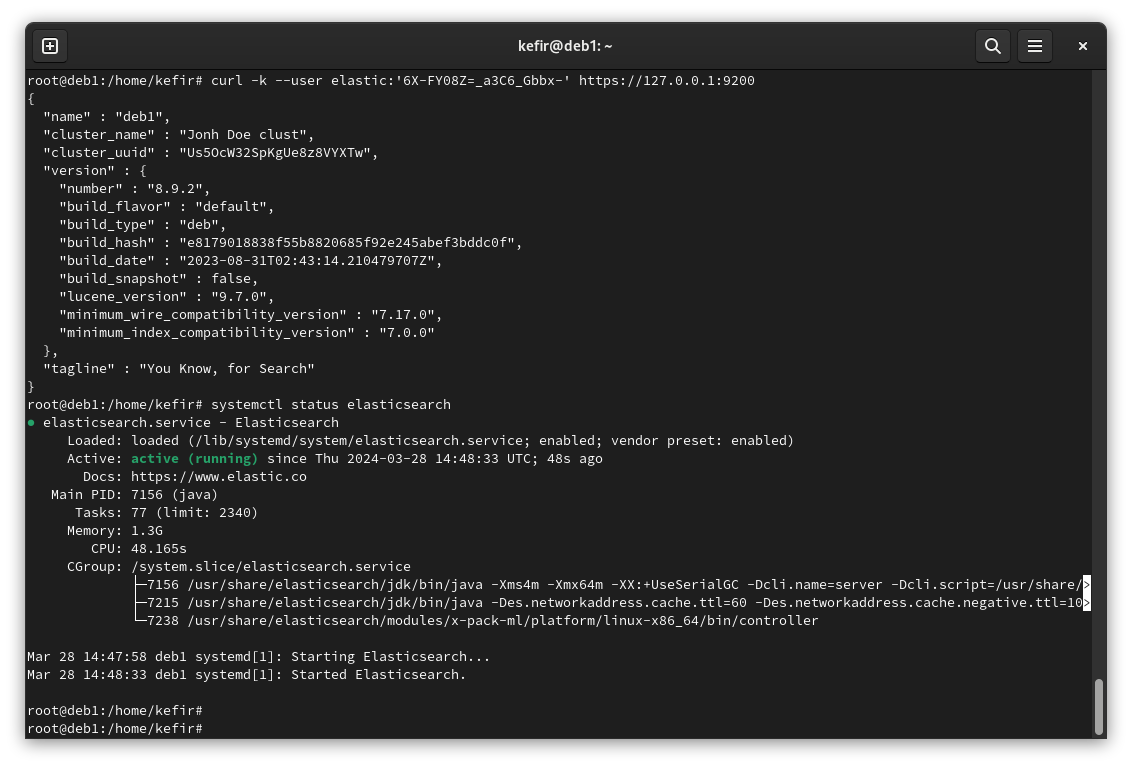 kefir@deb1: ~
root@deb1:/home/kefir# curl -k --user elastic:'6X-FY08Z=_a3C6_Gbbx-' https://127.0.0.1:9200
{
  "name" : "deb1",
  "cluster_name" : "Jonh Doe clust",
  "cluster_uuid" : "Us5OcW32SpKgUe8z8VYXTw",
  "version" : {
    "number" : "8.9.2",
    "build_flavor" : "default",
    "build_type" : "deb",
    "build_hash" : "e8179018838f55b8820685f92e245abef3bddc0f",
    "build_date" : "2023-08-31T02:43:14.210479707Z",
    "build_snapshot" : false,
    "lucene_version" : "9.7.0",
    "minimum_wire_compatibility_version" : "7.17.0",
    "minimum_index_compatibility_version" : "7.0.0"
  },
  "tagline" : "You Know, for Search"
}
root@deb1:/home/kefir# systemctl status elasticsearch
● elasticsearch.service - Elasticsearch
     Loaded: loaded (/lib/systemd/system/elasticsearch.service; enabled; vendor preset: enabled)
     Active: active (running) since Thu 2024-03-28 14:48:33 UTC; 48s ago
       Docs: https://www.elastic.co
   Main PID: 7156 (java)
      Tasks: 77 (limit: 2340)
     Memory: 1.3G
        CPU: 48.165s
     CGroup: /system.slice/elasticsearch.service
             ├─7156 /usr/share/elasticsearch/jdk/bin/java -Xms4m -Xmx64m -XX:+UseSerialGC -Dcli.name=server -Dcli.script=/usr/share/>
             ├─7215 /usr/share/elasticsearch/jdk/bin/java -Des.networkaddress.cache.ttl=60 -Des.networkaddress.cache.negative.ttl=10>
             └─7238 /usr/share/elasticsearch/modules/x-pack-ml/platform/linux-x86_64/bin/controller
Mar 28 14:47:58 deb1 systemd[1]: Starting Elasticsearch...
Mar 28 14:48:33 deb1 systemd[1]: Started Elasticsearch.
root@deb1:/home/kefir#
root@deb1:/home/kefir#